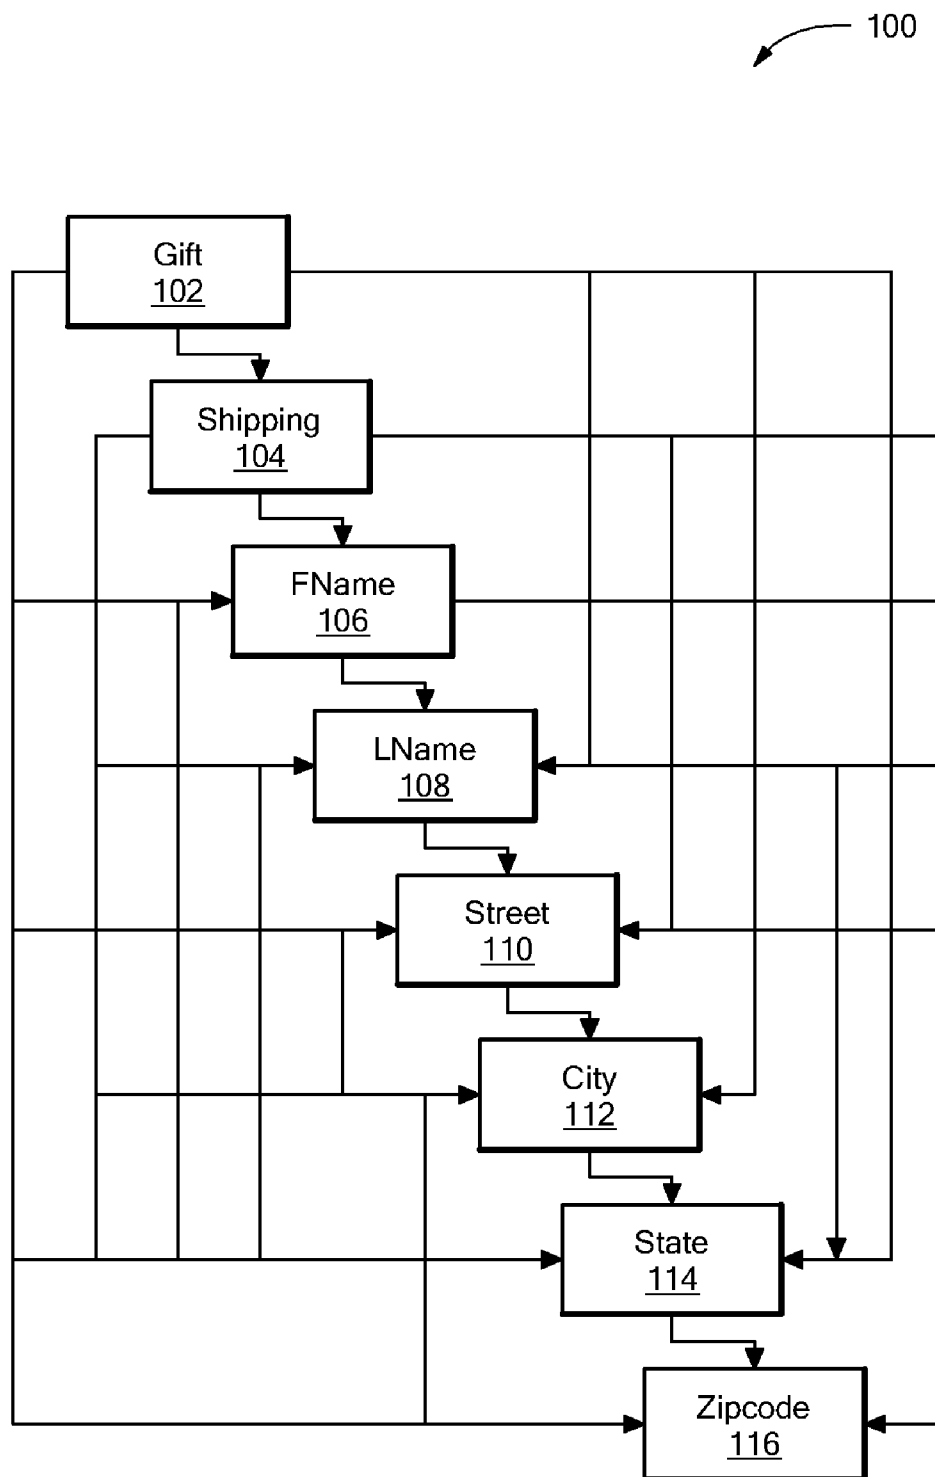 100
Gift
102
Shipping
104
FName
106
LName
108
Street
110
City
112
State
114
Zipcode
116